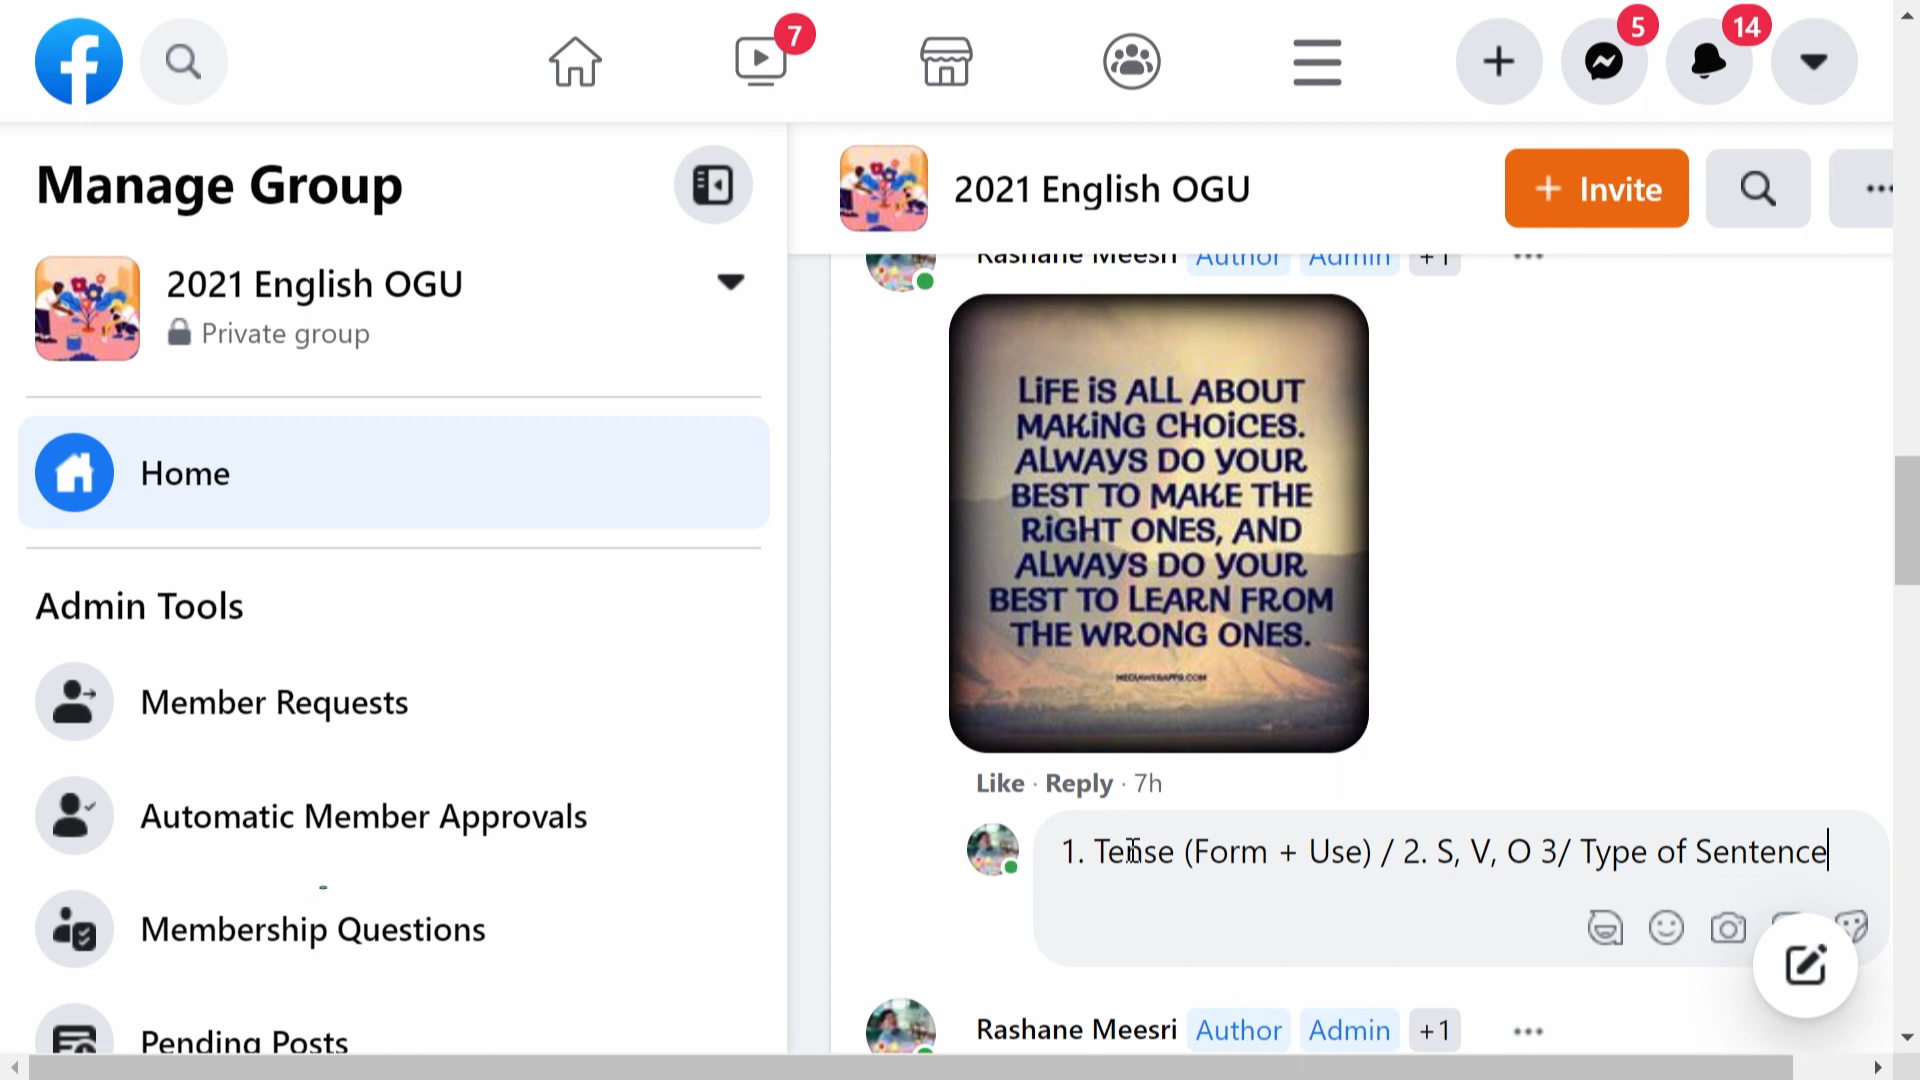 7
5
14
Manage Group
2021 English OGU
Private group
Home
Admin Tools
Member Requests
Automatic Member Approvals
Membership Questions
Pending Posts
2021 English OGU
+ Invite
Rashane Meesri Author Admin +1
LIFE IS ALL ABOUT
MAKING CHOICES.
ALWAYS DO YOUR
BEST TO MAKE THE
RIGHT ONES, AND
ALWAYS DO YOUR
BEST TO LEARN FROM
THE WRONG ONES.
Like · Reply · 7h
1. Tense (Form + Use) / 2. S, V, O 3/ Type of Sentence
Rashane Meesri Author Admin +1